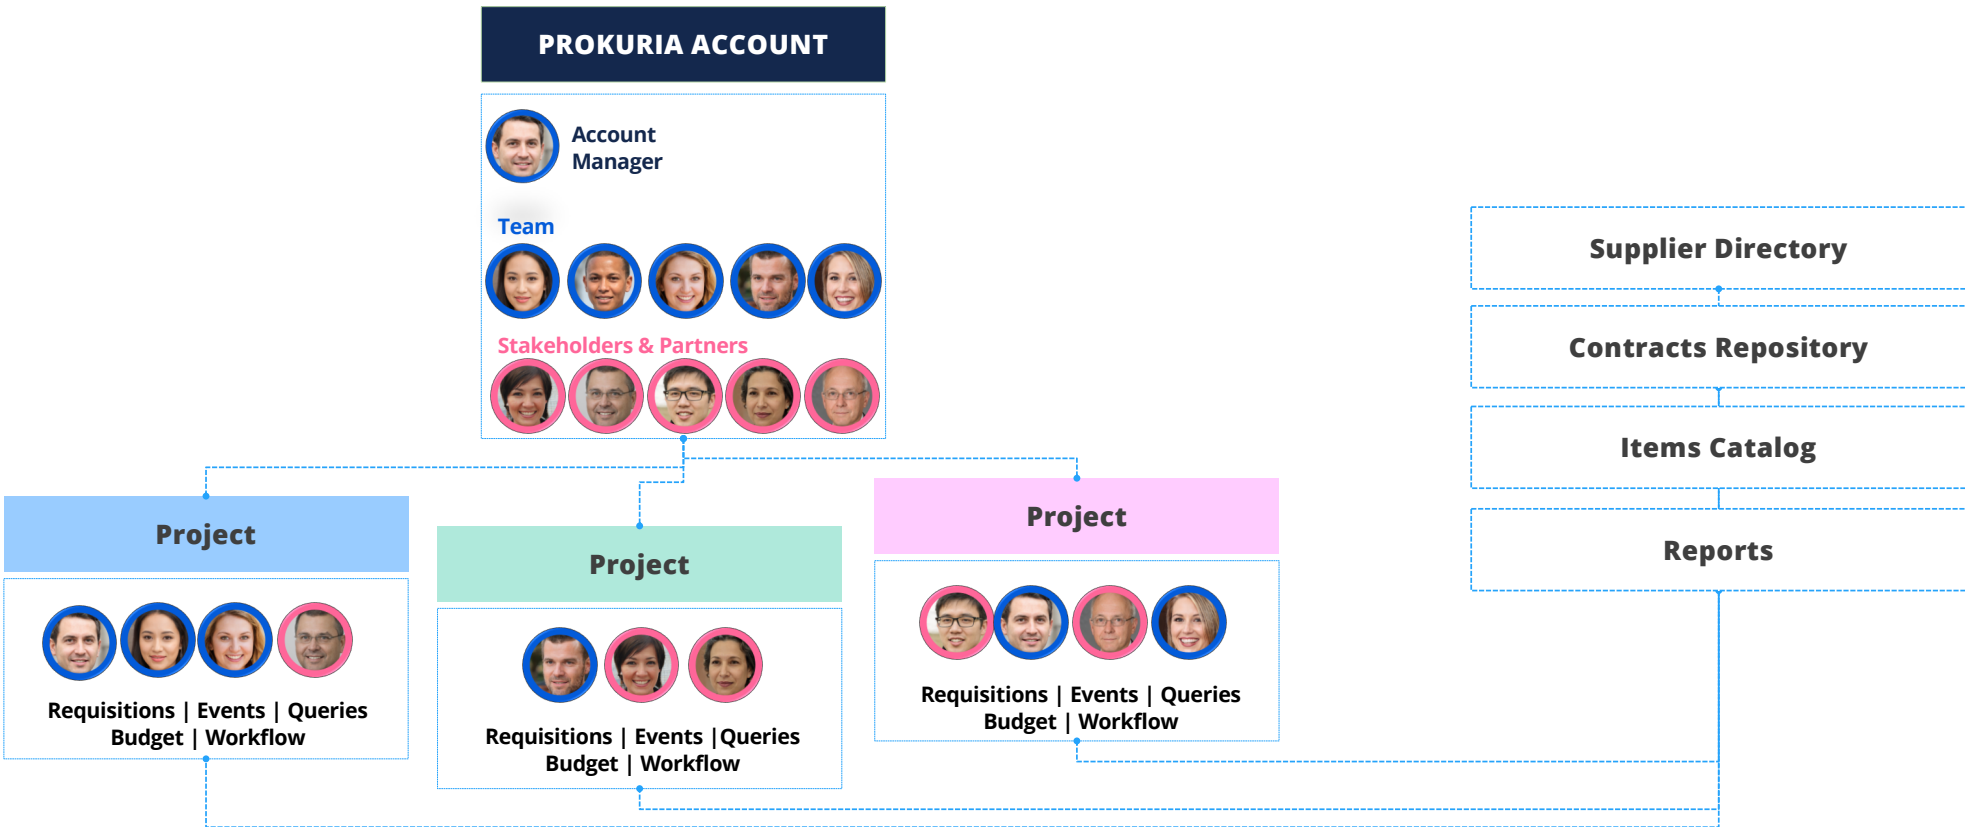 PROKURIA ACCOUNT
Account
Manager
Team
Stakeholders & Partners
Supplier Directory
Contracts Repository
Items Catalog
Reports
Project
Requisitions | Events | Queries
Budget | Workflow
Project
Requisitions | Events |Queries
Budget | Workflow
Project
Requisitions | Events | Queries
Budget | Workflow